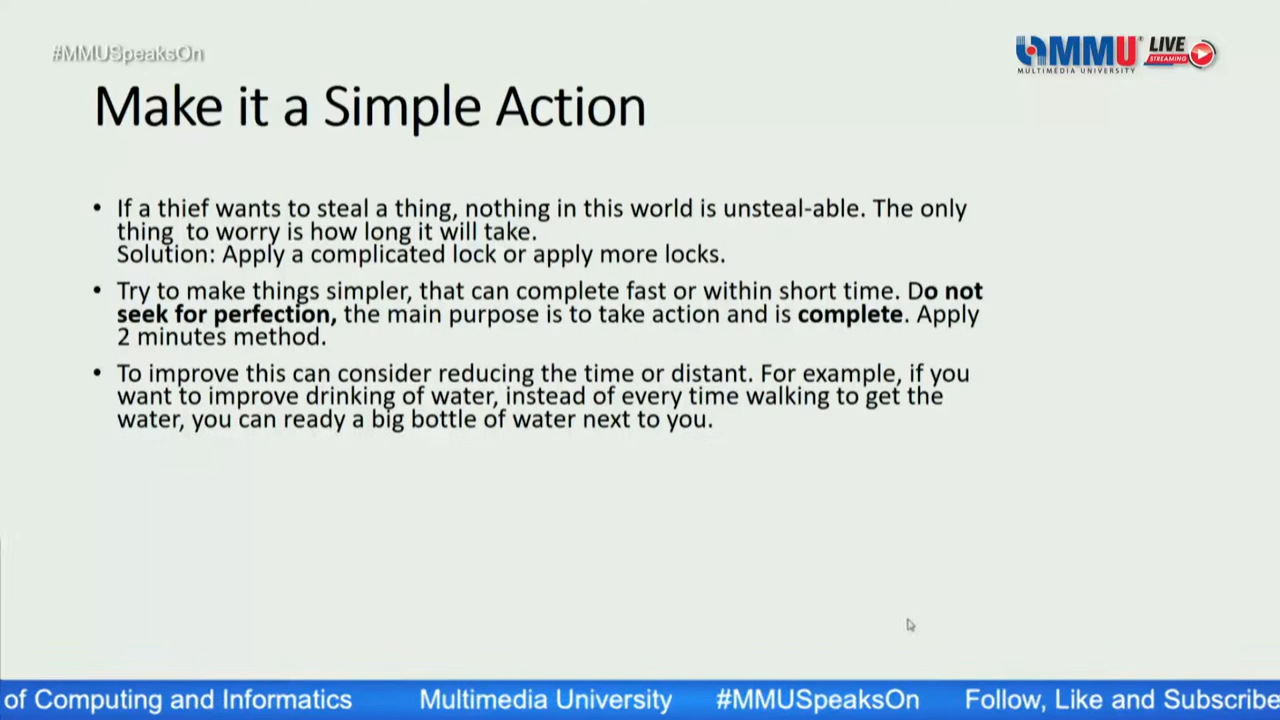 #MMUSpeaksOn
MMU LIVE
MULTIMEDIA UNIVERSITY STREAMING
Make it a Simple Action
• If a thief wants to steal a thing, nothing in this world is unsteal-able. The only
thing to worry is how long it will take.
Solution: Apply a complicated lock or apply more locks.
• Try to make things simpler, that can complete fast or within short time. Do not
seek for perfection, the main purpose is to take action and is complete. Apply
2 minutes method.
• To improve this can consider reducing the time or distant. For example, if you
want to improve drinking of water, instead of every time walking to get the
water, you can ready a big bottle of water next to you.
of Computing and Informatics Multimedia University #MMUSpeaksOn Follow, Like and Subscribe